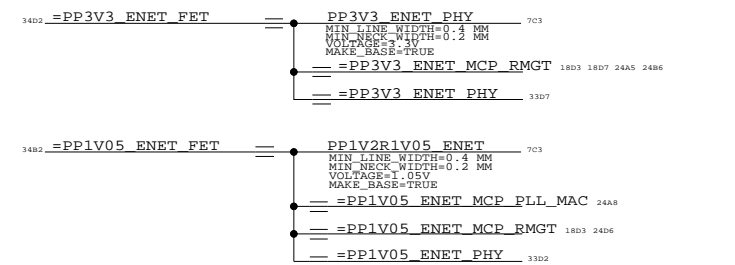 34D2 =PP3V3_ENET_FET PP3V3_ENET_PHY 7C3
MIN_LINE_WIDTH=0.4 MM
MIN_NECK_WIDTH=0.2 MM
VOLTAGE=3.3V
MAKE_BASE=TRUE
=PP3V3_ENET_MCP_RMGT 18D3 18D7 24A5 24B6
=PP3V3_ENET_PHY 33D7
34B2 =PP1V05_ENET_FET PP1V2R1V05_ENET 7C3
MIN_LINE_WIDTH=0.4 MM
MIN_NECK_WIDTH=0.2 MM
VOLTAGE=1.05V
MAKE_BASE=TRUE
=PP1V05_ENET_MCP_PLL_MAC 24A8
=PP1V05_ENET_MCP_RMGT 18D3 24D6
=PP1V05_ENET_PHY 33D2